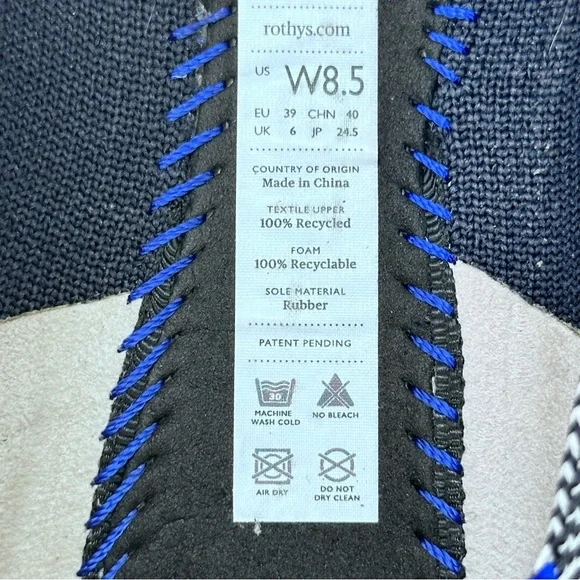 rothys.com
US W8.5
EU 39 CHN 40
UK 6 JP 24.5
COUNTRY OF ORIGIN
Made in China
TEXTILE UPPER
100% Recycled
FOAM
100% Recyclable
SOLE MATERIAL
Rubber
PATENT PENDING
30
MACHINE WASH COLD
NO BLEACH
AIR DRY
DO NOT DRY CLEAN